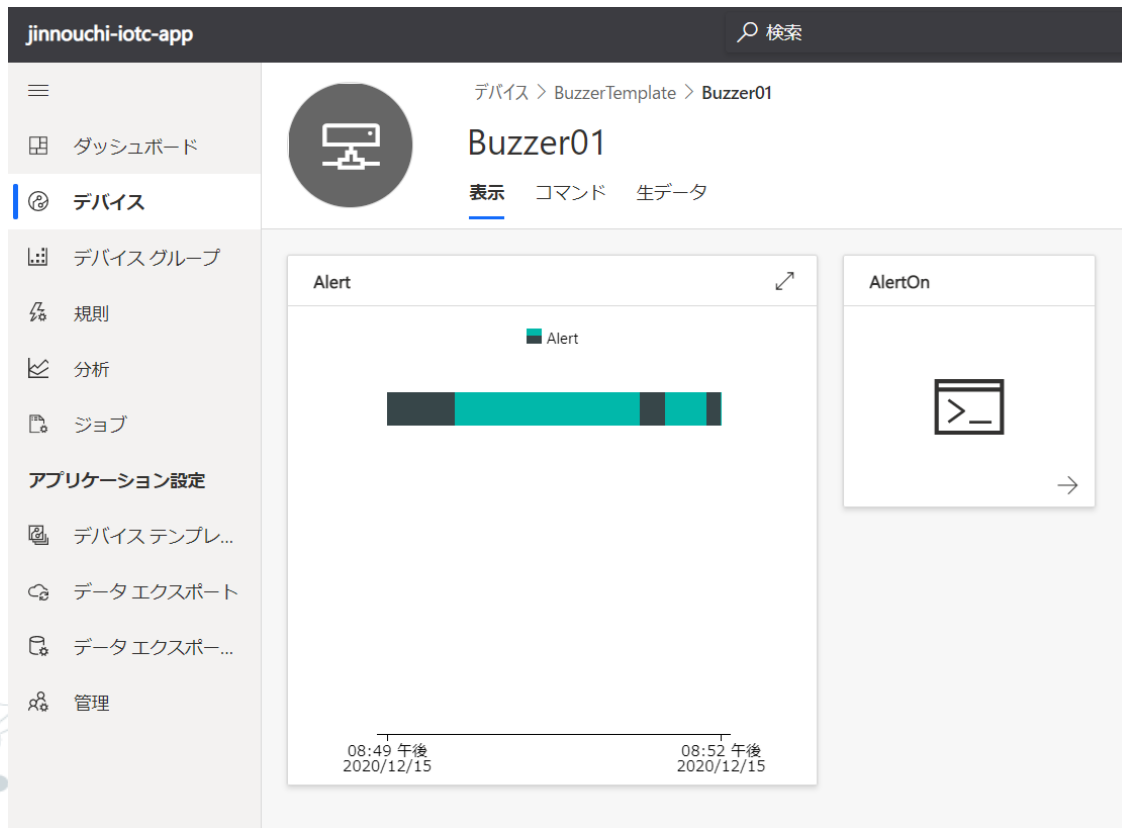 jinnouchi-iotc-app
検索
ダッシュボード
デバイス
デバイス グループ
規則
分析
ジョブ
アプリケーション設定
デバイス テンプレ...
データ エクスポート
データ エクスポー...
管理
デバイス > BuzzerTemplate > Buzzer01
Buzzer01
表示 コマンド 生データ
Alert
Alert
08:49 午後
2020/12/15
08:52 午後
2020/12/15
AlertOn